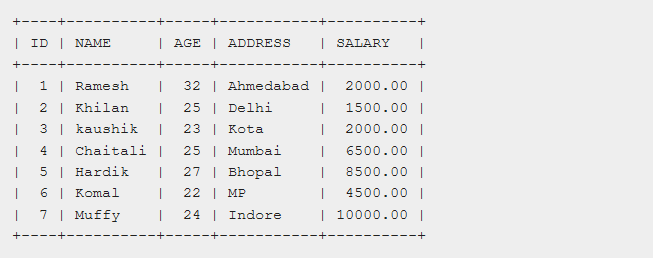 +----+----------+-----+-----------+----------+
| ID | NAME     | AGE | ADDRESS   | SALARY   |
+----+----------+-----+-----------+----------+
|  1 | Ramesh   |  32 | Ahmedabad |  2000.00 |
|  2 | Khilan   |  25 | Delhi     |  1500.00 |
|  3 | kaushik  |  23 | Kota      |  2000.00 |
|  4 | Chaitali |  25 | Mumbai    |  6500.00 |
|  5 | Hardik   |  27 | Bhopal    |  8500.00 |
|  6 | Komal    |  22 | MP        |  4500.00 |
|  7 | Muffy    |  24 | Indore    | 10000.00 |
+----+----------+-----+-----------+----------+